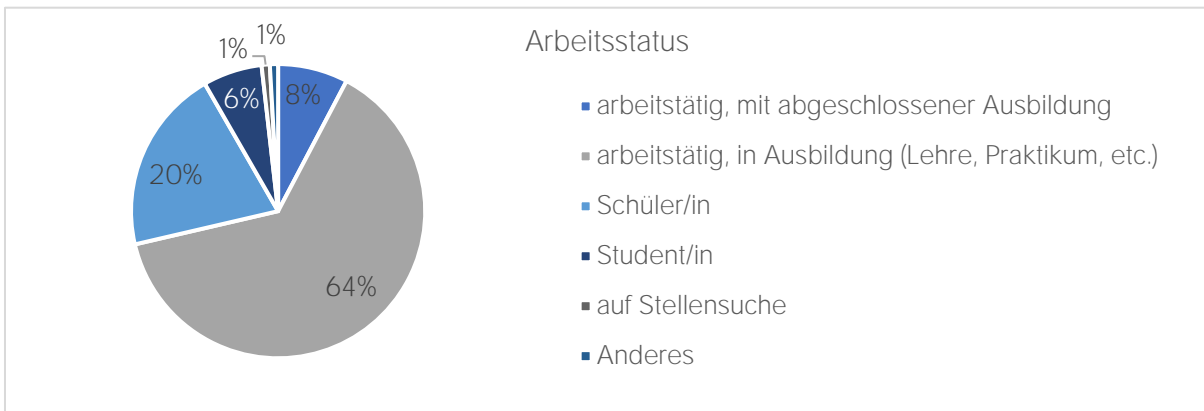 Arbeitsstatus
1%
1%
8%
6%
20%
64%
arbeitstätig, mit abgeschlossener Ausbildung
arbeitstätig, in Ausbildung (Lehre, Praktikum, etc.)
Schüler/in
Student/in
auf Stellensuche
Anderes